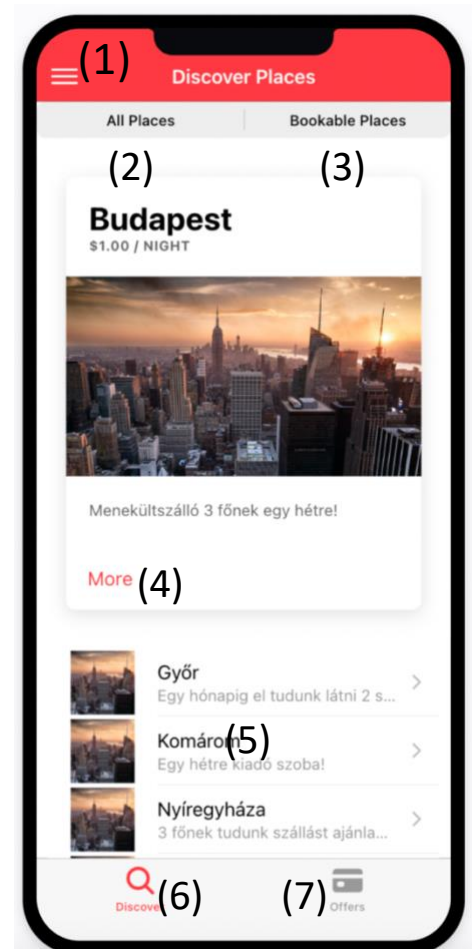 (1)
Discover Places
All Places Bookable Places
(2) (3)
Budapest
$1.00 / NIGHT
Menekültszálló 3 főnek egy hétre!
More (4)
Győr
Egy hónapig el tudunk látni 2 s...
Komárom (5)
Egy hétre kiadó szoba!
Nyíregyháza
3 főnek tudunk szállást ajánla...
(6) (7)
Discover Offers